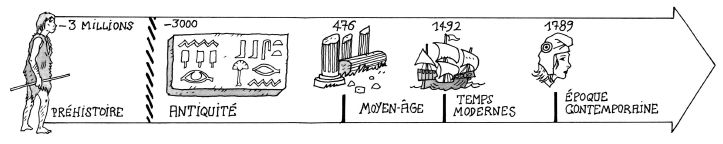 -3 MILLIONS
-3000
476
1492
1789
PRÉHISTOIRE
ANTIQUITÉ
MOYEN-ÂGE
TEMPS
MODERNES
ÉPOQUE
CONTEMPORAINE